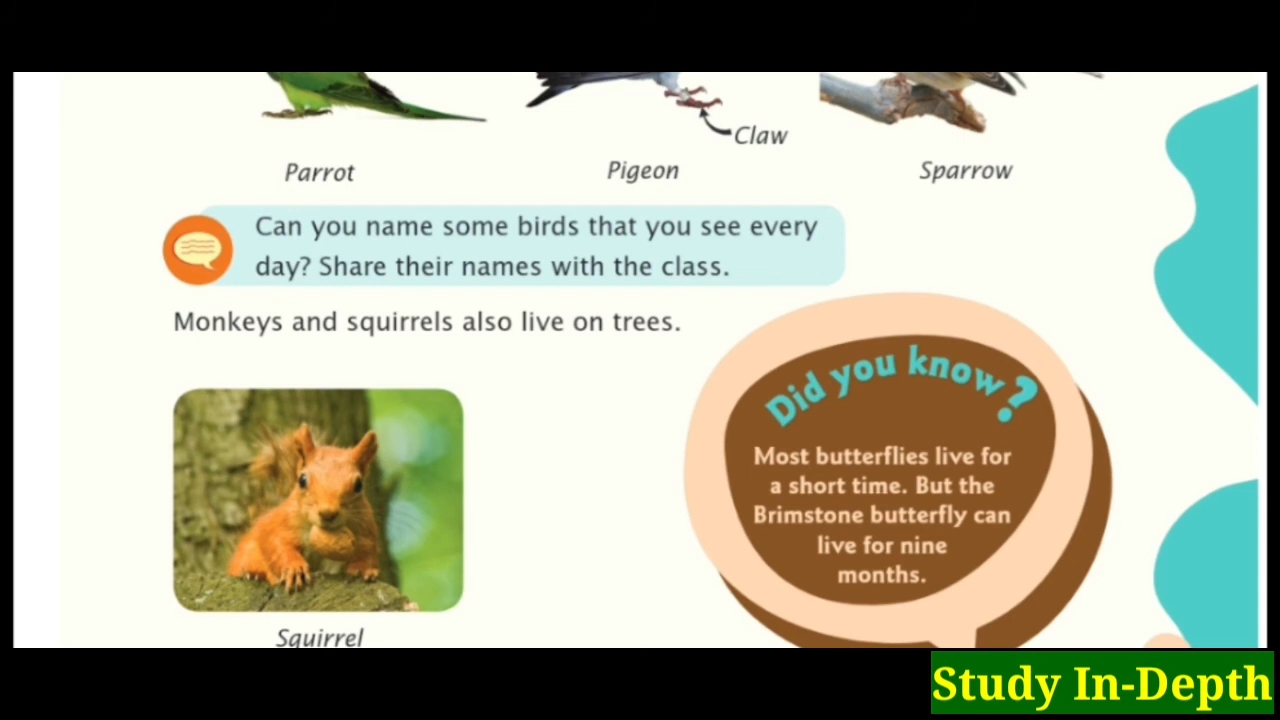 Claw
Parrot
Pigeon
Sparrow
Can you name some birds that you see every
day? Share their names with the class.
Monkeys and squirrels also live on trees.
Did you know?
Most butterflies live for
a short time. But the
Brimstone butterfly can
live for nine
months.
Squirrel
Study In-Depth